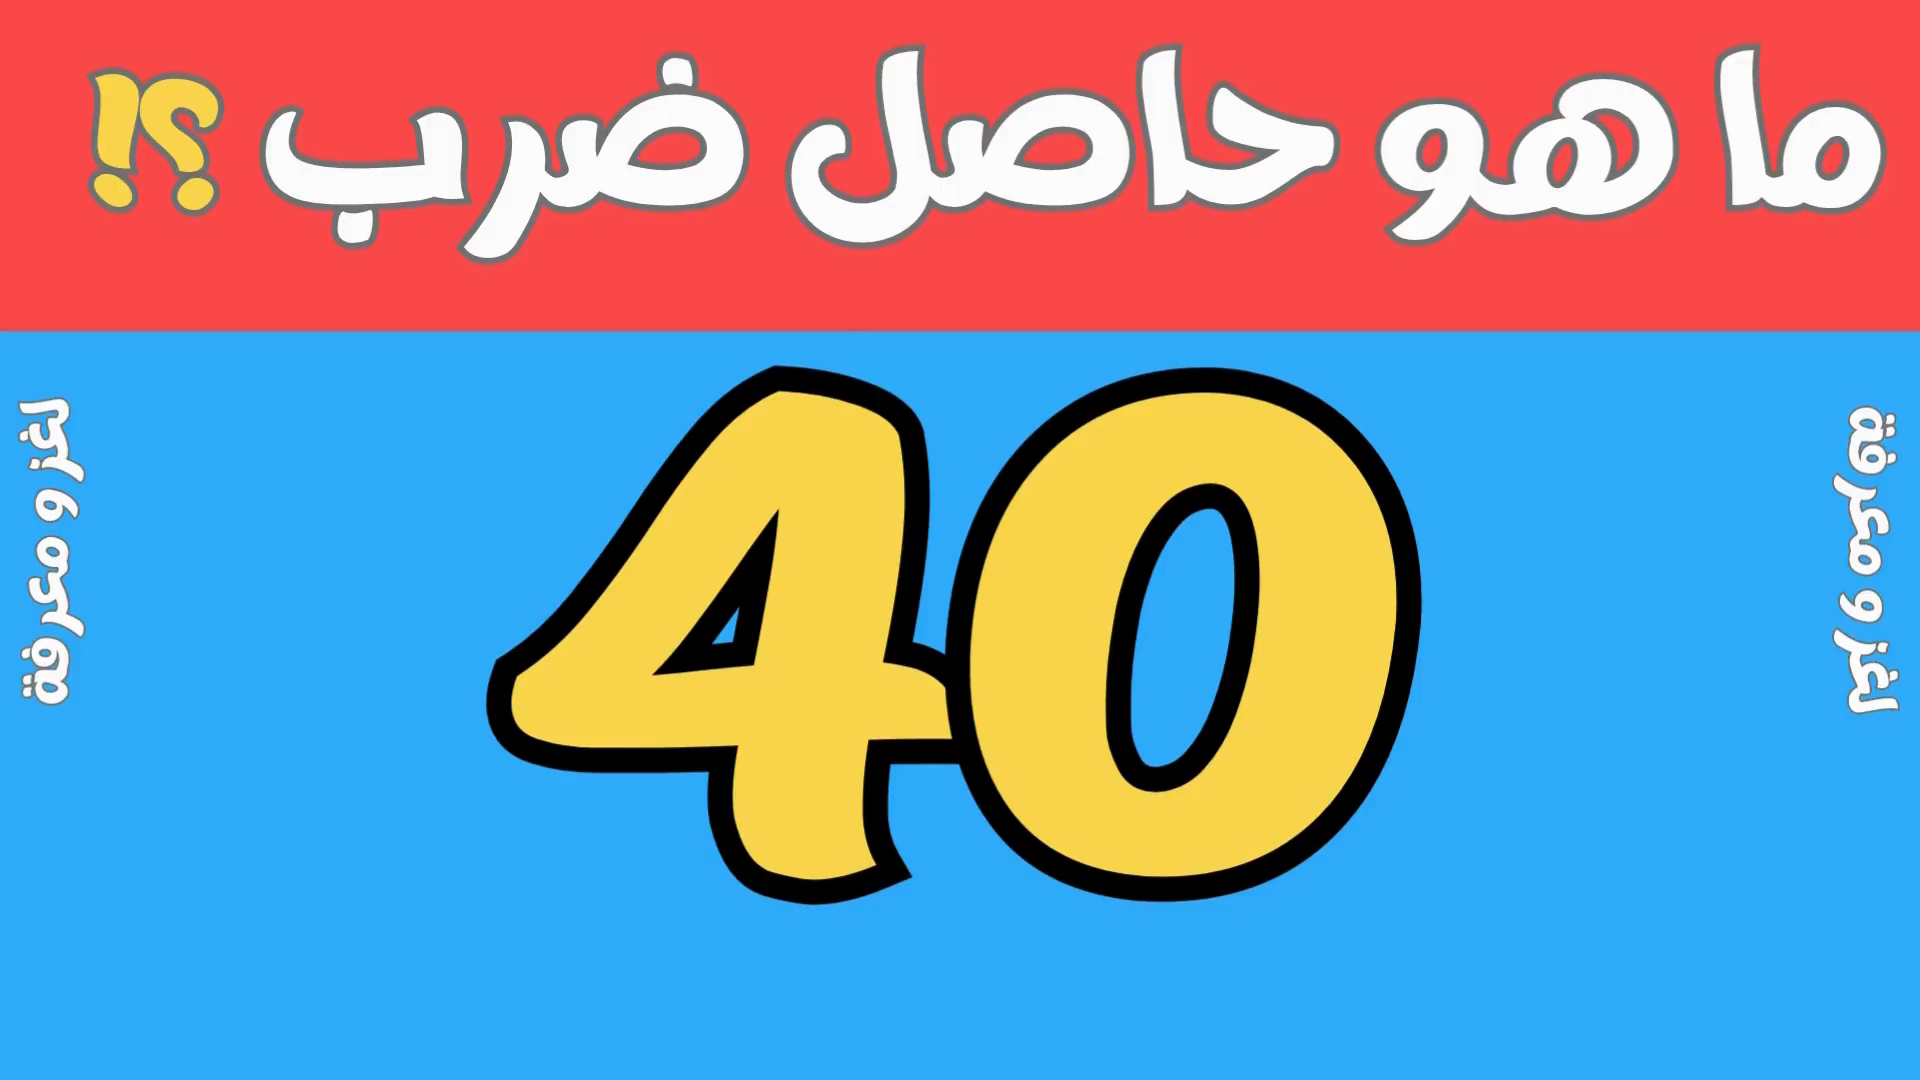 ما هو حاصل ضرب ؟!
40
لغز و معرفة
لغز و معرفة